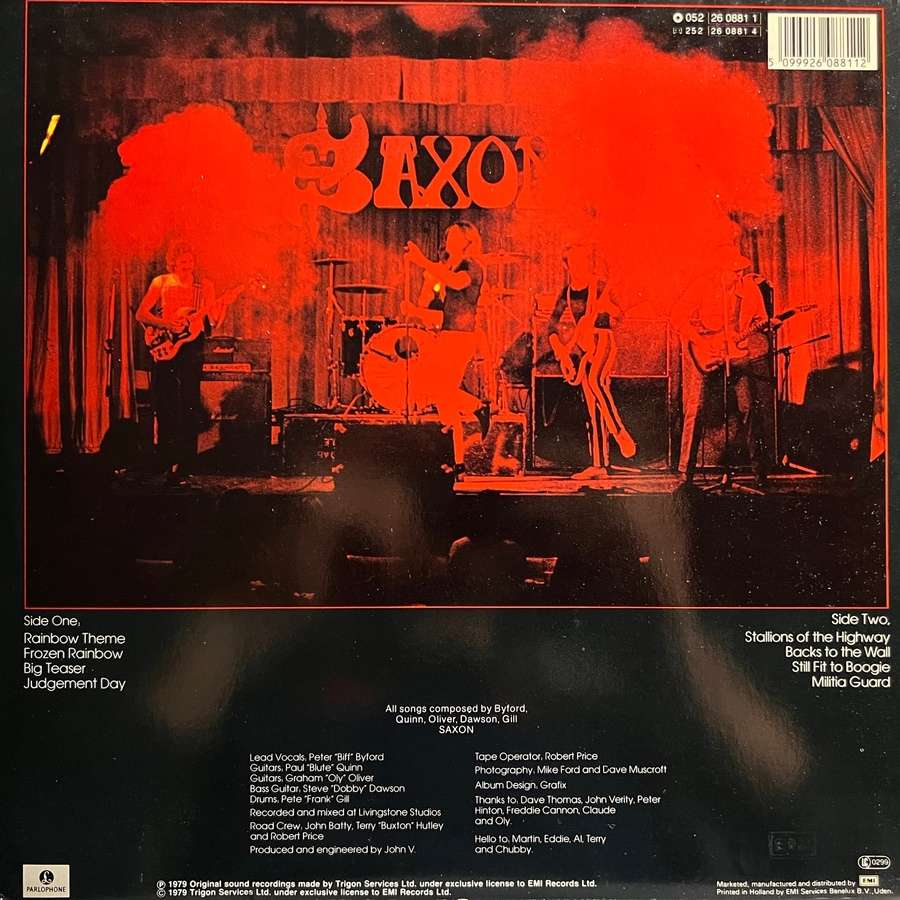 052 26 0881 1
252 26 0881 4
5 099926 088112
SAXON
Side One,
Rainbow Theme
Frozen Rainbow
Big Teaser
Judgement Day
Side Two,
Stallions of the Highway
Backs to the Wall
Still Fit to Boogie
Militia Guard
All songs composed by Byford,
Quinn, Oliver, Dawson, Gill
SAXON
Lead Vocals, Peter "Biff" Byford
Guitars, Paul "Blute" Quinn
Guitars, Graham "Oly" Oliver
Bass Guitar, Steve "Dobby" Dawson
Drums, Pete "Frank" Gill
Recorded and mixed at Livingstone Studios
Road Crew, John Batty, Terry "Buxton" Hutley
and Robert Price
Produced and engineered by John V.
Tape Operator, Robert Price
Photography, Mike Ford and Dave Muscroft
Album Design, Grafix
Thanks to, Dave Thomas, John Verity, Peter
Hinton, Freddie Cannon, Claude
and Oly.
Hello to, Martin, Eddie, Al, Terry
and Chubby.
PARLOPHONE
℗ 1979 Original sound recordings made by Trigon Services Ltd. under exclusive license to EMI Records Ltd.
© 1979 Trigon Services Ltd. under exclusive license to EMI Records Ltd.
0299
Marketed, manufactured and distributed by EMI
Printed in Holland by EMI Services Benelux B.V., Uden.